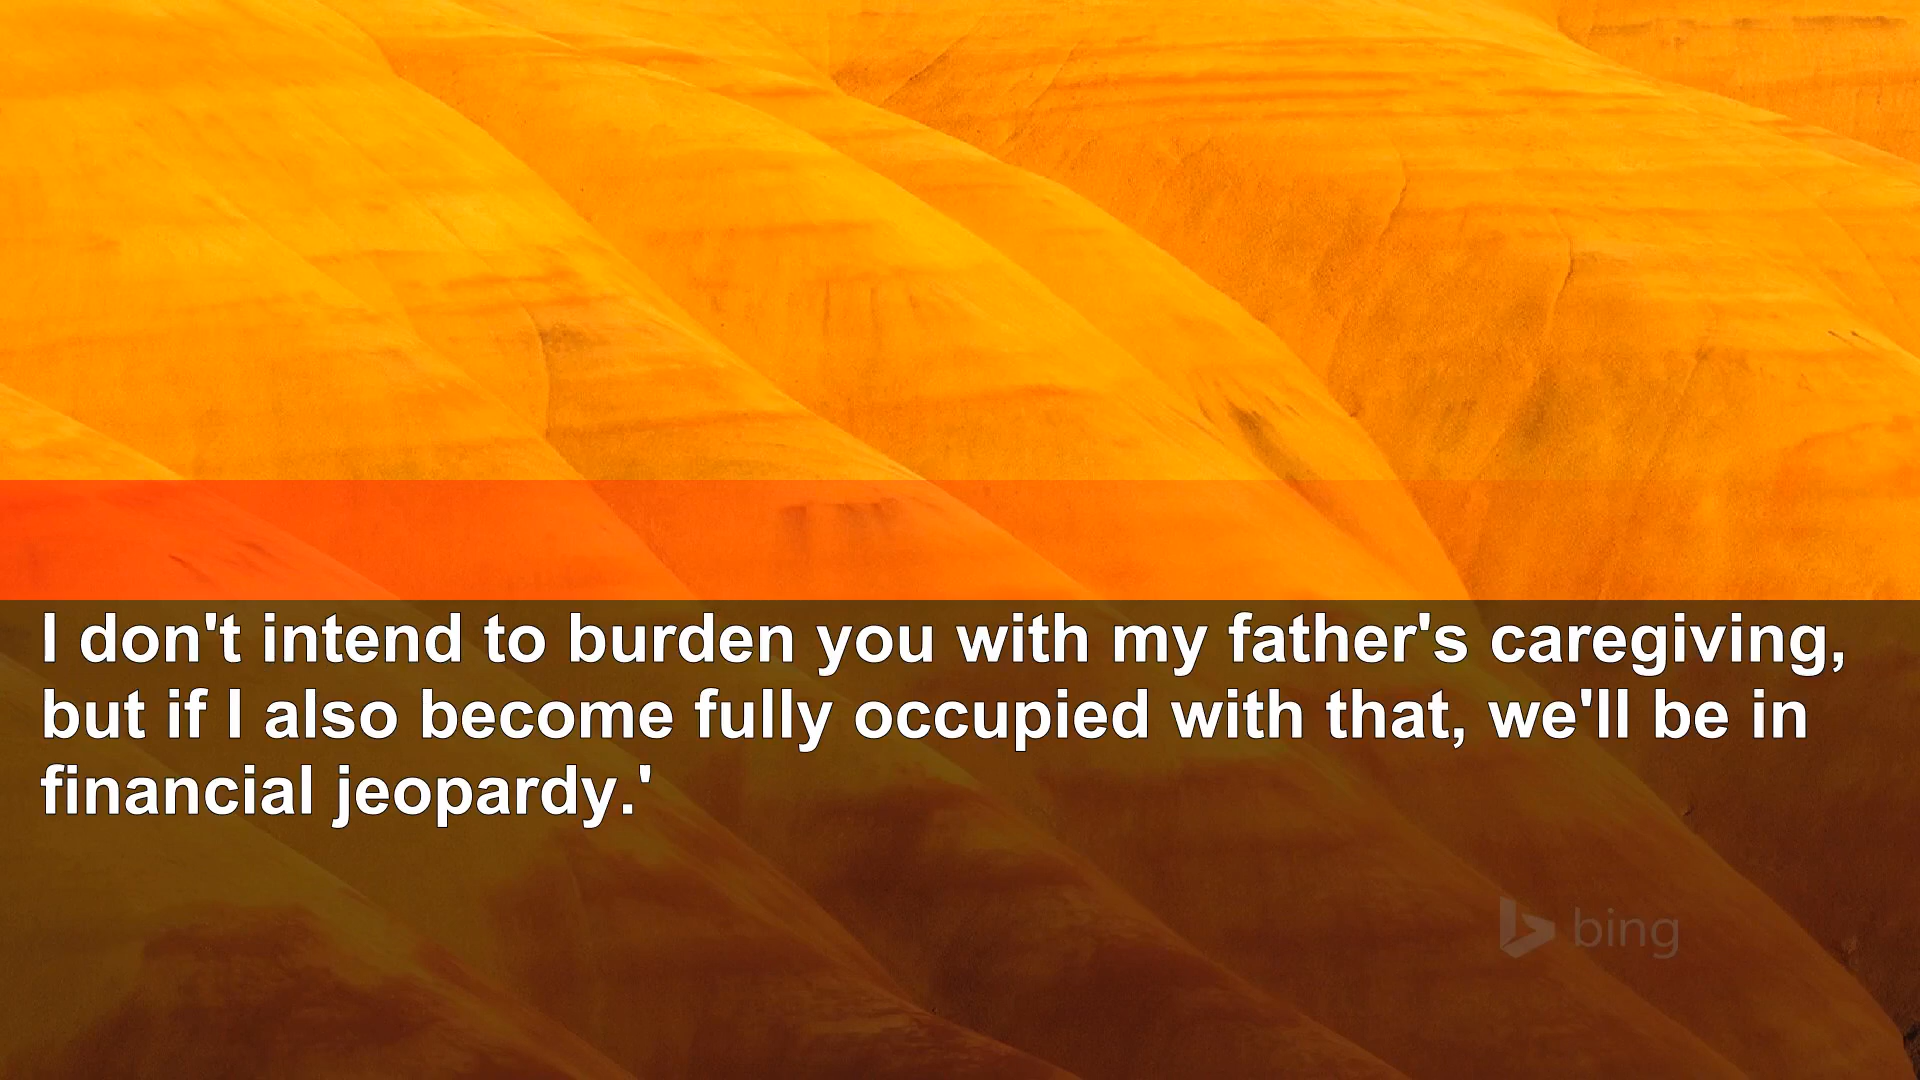 I don't intend to burden you with my father's caregiving,
but if I also become fully occupied with that, we'll be in
financial jeopardy.'
bing